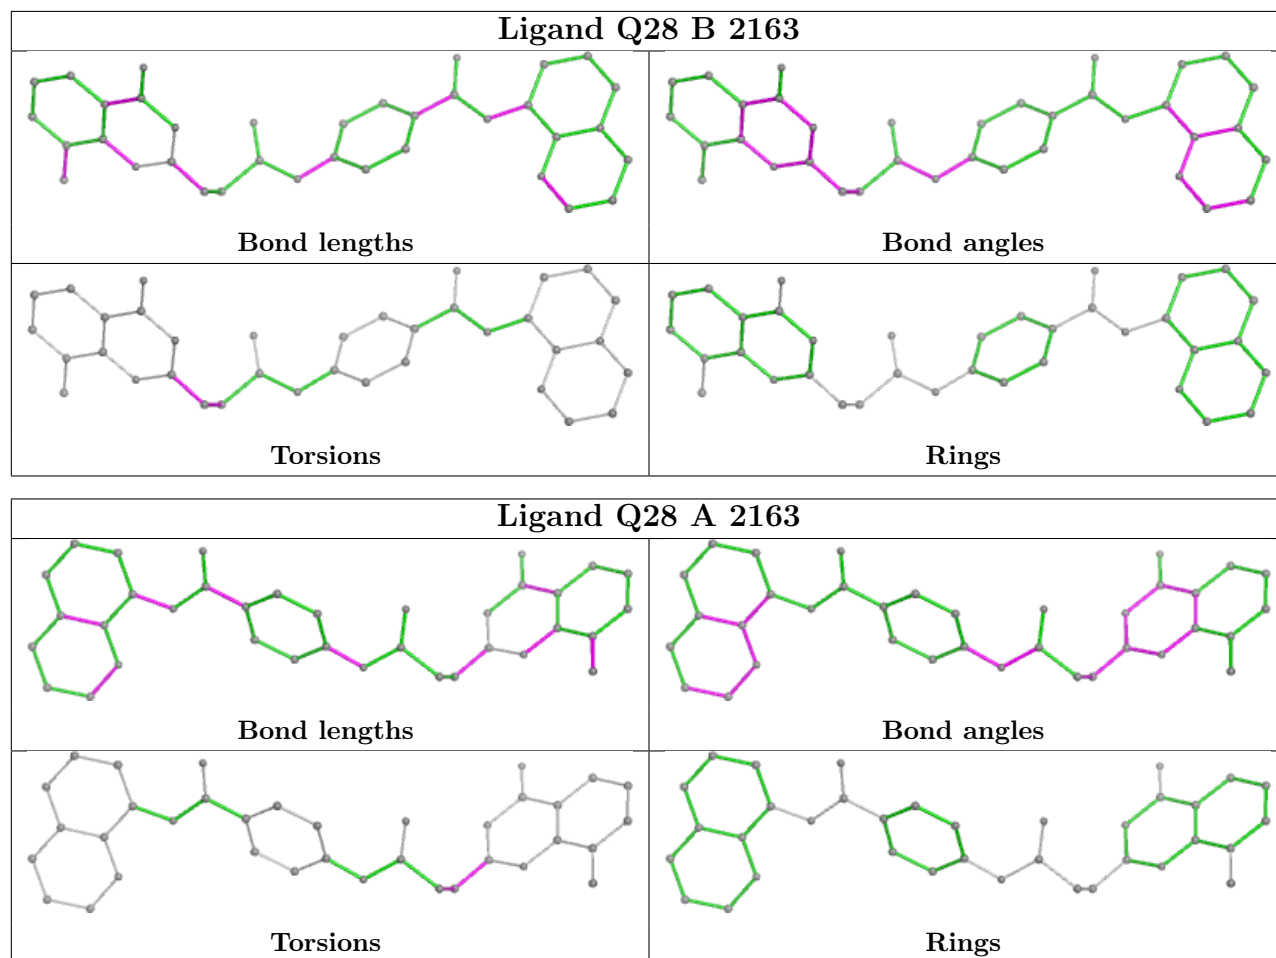 Ligand Q28 B 2163
Bond lengths
Bond angles
Torsions
Rings
Ligand Q28 A 2163
Bond lengths
Bond angles
Torsions
Rings